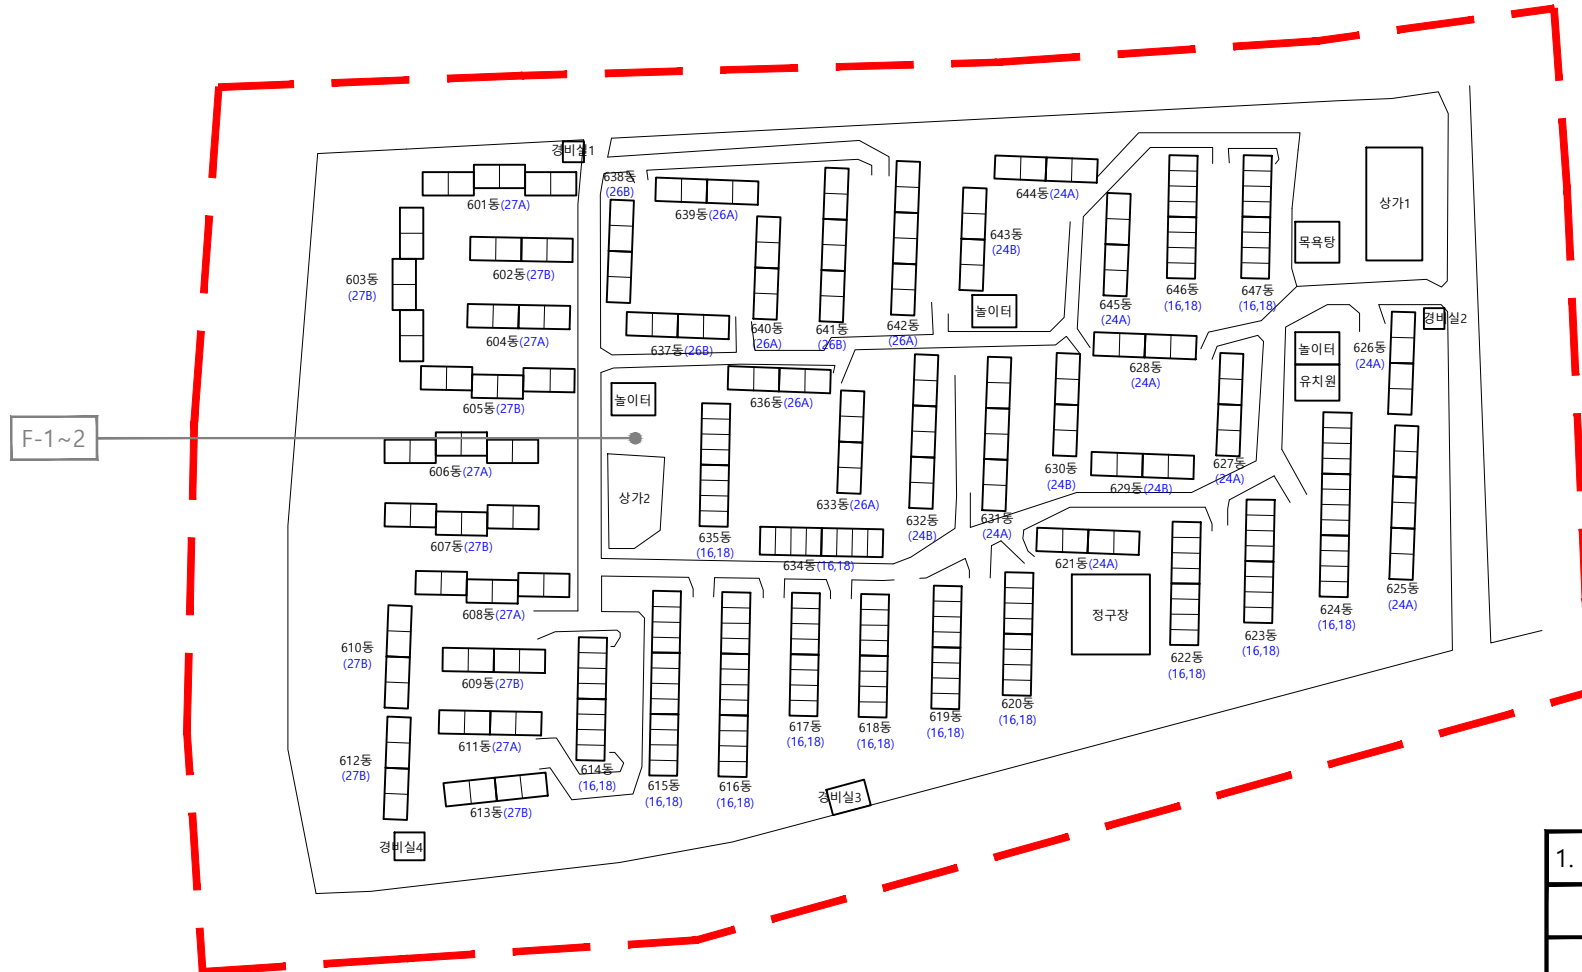 경비실1
601동(27A)
602동(27B)
603동
(27B)
604동(27A)
605동(27B)
F-1~2
606동(27A)
607동(27B)
608동(27A)
610동
(27B)
609동(27B)
611동(27A)
612동
(27B)
613동(27B)
경비실4
614동
(16,18)
638동
(26B)
639동(26A)
637동(26B)
640동
(26A)
641동
(26B)
642동
(26A)
643동
(24B)
644동(24A)
놀이터
645동
(24A)
646동
(16,18)
647동
(16,18)
목욕탕
상가1
경비실2
놀이터
유치원
626동
(24A)
628동
(24A)
627동
(24A)
629동(24B)
630동
(24B)
놀이터
636동(26A)
상가2
635동
(16,18)
633동(26A)
634동(16,18)
632동
(24B)
631동
(24A)
621동(24A)
정구장
622동
(16,18)
623동
(16,18)
624동
(16,18)
625동
(24A)
615동
(16,18)
616동
(16,18)
617동
(16,18)
618동
(16,18)
619동
(16,18)
620동
(16,18)
경비실3
1.